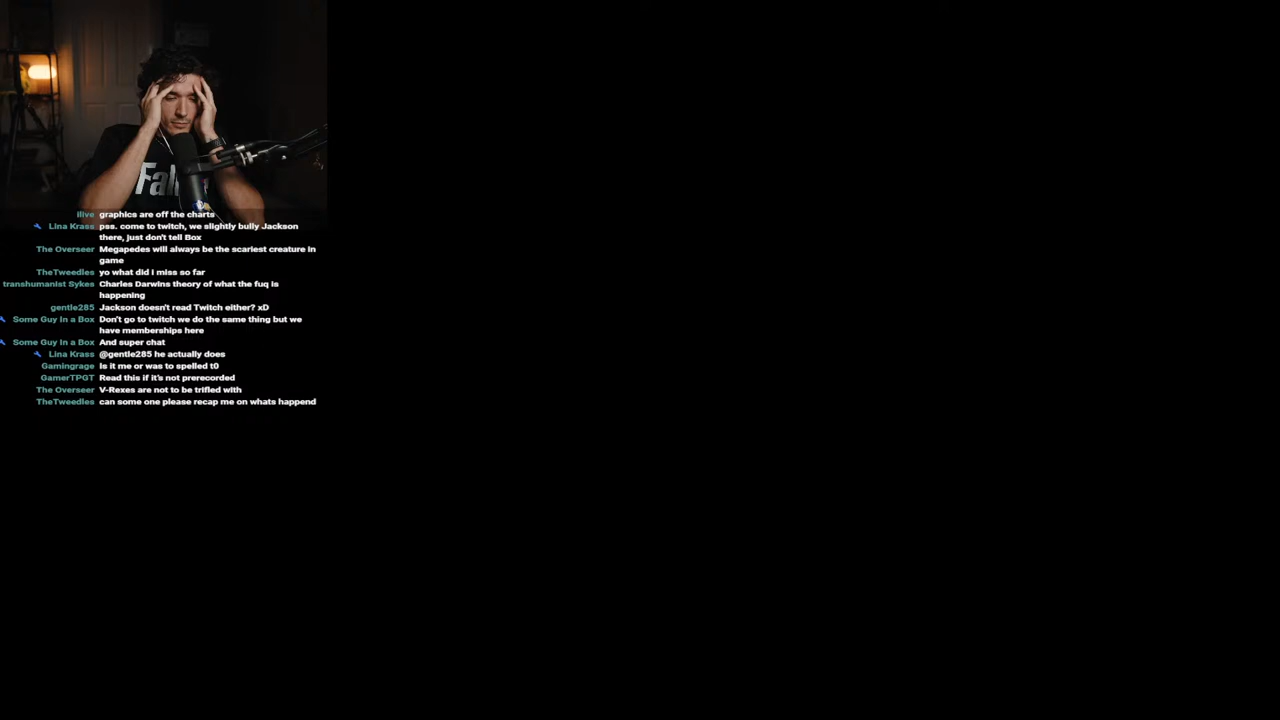 Fal
ilive graphics are off the charts
Lina Krass pss. come to twitch, we slightly bully Jackson
there, just don't tell Box
The Overseer Megapedes will always be the scariest creature in
game
TheTweedles yo what did i miss so far
transhumanist Sykes Charles Darwins theory of what the fuq is
happening
gentle285 Jackson doesn't read Twitch either? xD
Some Guy In a Box Don't go to twitch we do the same thing but we
have memberships here
Some Guy In a Box And super chat
Lina Krass @gentle285 he actually does
Gamingrage Is it me or was to spelled t0
GamerTPGT Read this if it's not prerecorded
The Overseer V-Rexes are not to be trifled with
TheTweedles can some one please recap me on whats happend